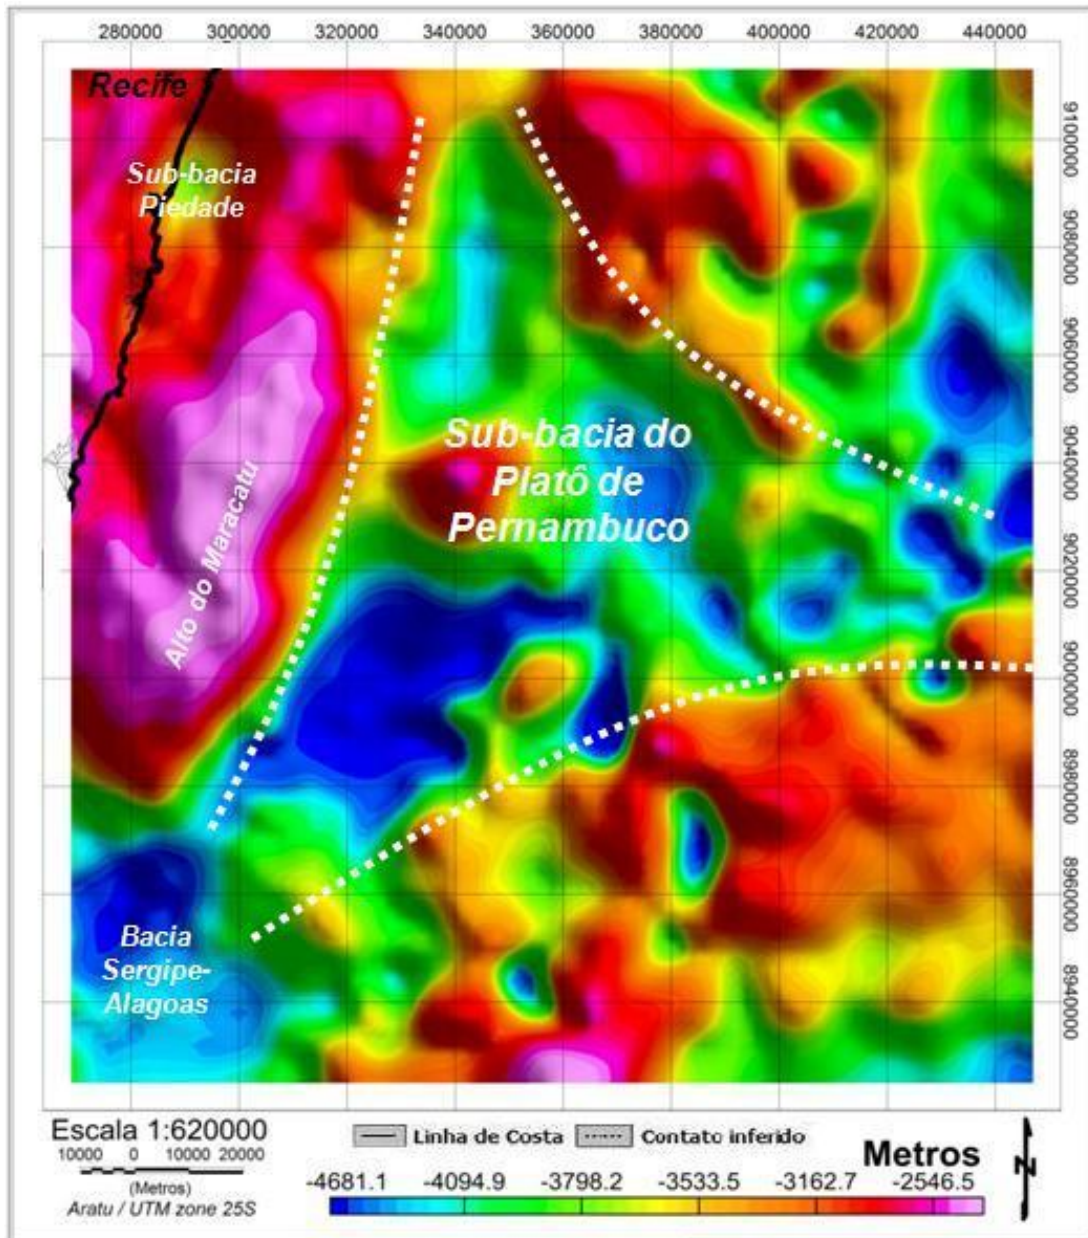 280000 300000 320000 340000 360000 380000 400000 420000 440000
Recife
Sub-bacia
Piedade
9100000
9080000
9060000
Sub-bacia do
Platô de
Pernambuco
9040000
Alto do Maracatu
9020000
9000000
8980000
8960000
Bacia
Sergipe-
Alagoas
8940000
Escala 1:620000
10000 0 10000 20000
(Metros)
Aratu / UTM zone 25S
Linha de Costa
Contato inferido
Metros
-4681.1 -4094.9 -3798.2 -3533.5 -3162.7 -2546.5
N